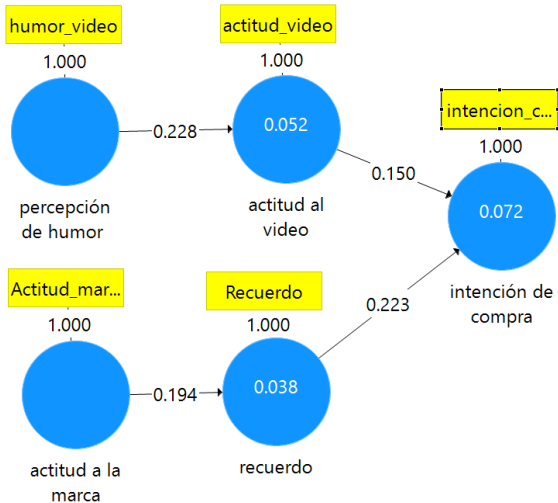 humor_video
1.000
percepción
de humor
0.228
actitud_video
1.000
0.052
actitud al
video
0.150
intencion_c...
1.000
0.072
intención de
compra
Actitud_mar...
1.000
actitud a la
marca
0.194
Recuerdo
1.000
0.038
recuerdo
0.223